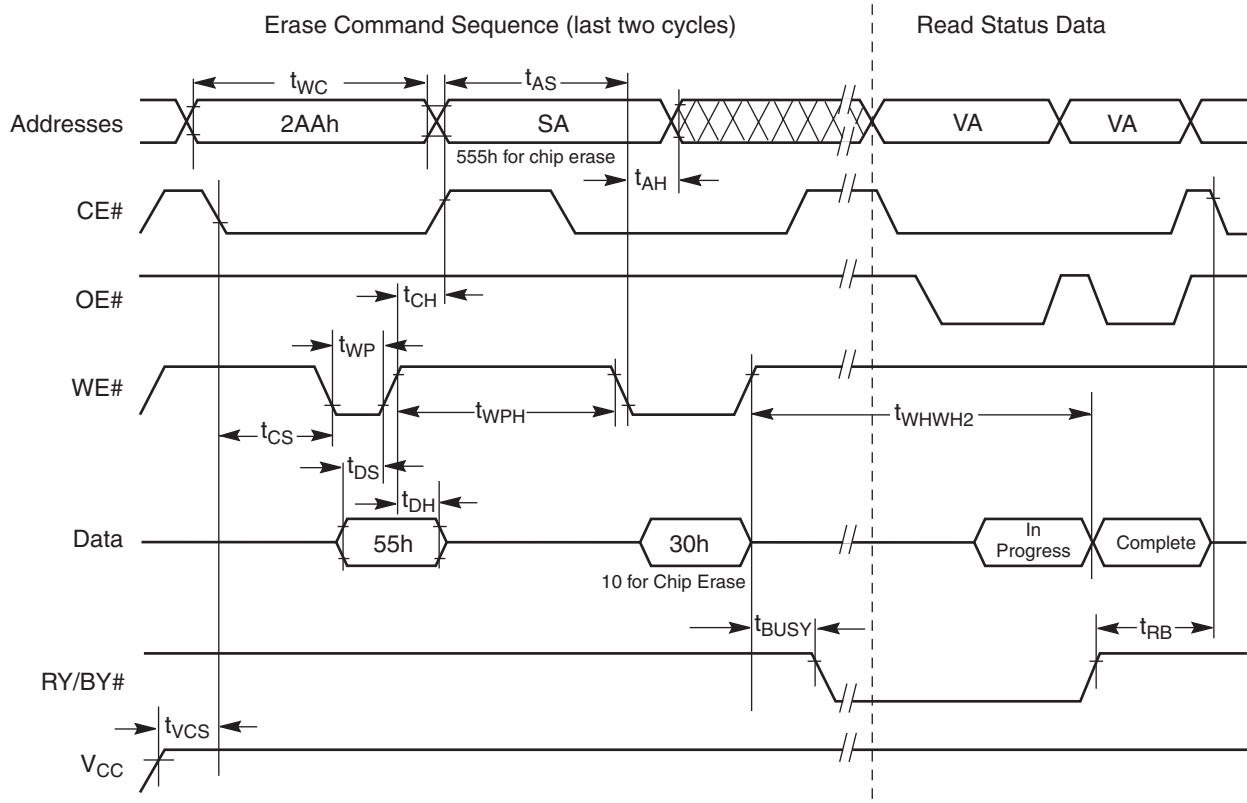 Erase Command Sequence (last two cycles)
Read Status Data
tWC
tAS
Addresses
2AAh
SA
VA
VA
555h for chip erase
tAH
CE#
OE#
tCH
tWP
WE#
tWPH
tWHWH2
tCS
tDS
tDH
Data
55h
30h
In
Progress
Complete
10 for Chip Erase
tBUSY
tRB
RY/BY#
tVCS
VCC